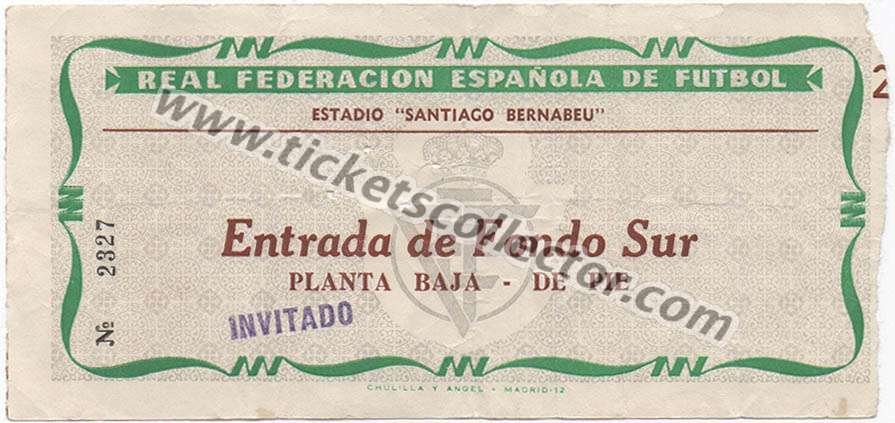 REAL FEDERACION ESPAÑOLA DE FUTBOL
ESTADIO "SANTIAGO BERNABEU"
2
www.ticketscollector.com
Entrada de Fondo Sur
PLANTA BAJA - DE PIE
INVITADO
Nº 2327
CHULILLA Y ANGEL - MADRID-12